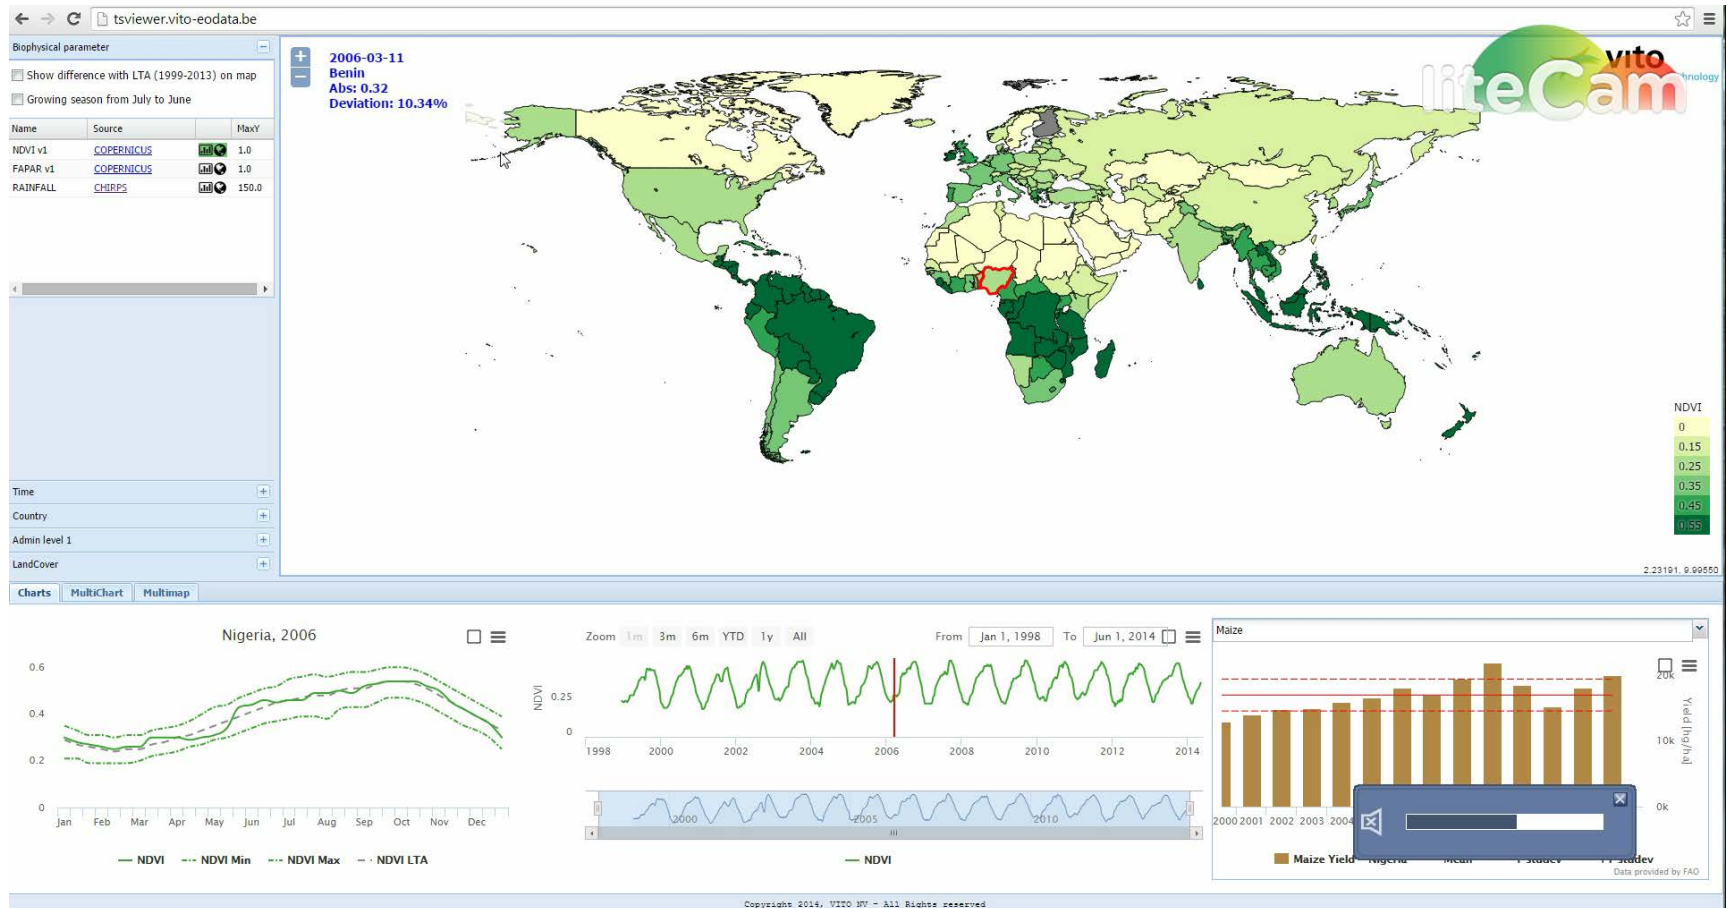 tsviewer.vito-eodata.be
Biophysical parameter
Show difference with LTA (1999-2013) on map
Growing season from July to June
Name Source MaxY
NDVI v1 COPERNICUS 1.0
FAPAR v1 COPERNICUS 1.0
RAINFALL CHIRPS 150.0
Time
Country
Admin level 1
LandCover
2006-03-11
Benin
Abs: 0.32
Deviation: 10.34%
vito
liteCam
NDVI
0
0.15
0.25
0.35
0.45
0.55
2.23191, 9.99550
Charts MultiChart Multimap
Nigeria, 2006
0.6
0.4
0.2
0
Jan Feb Mar Apr May Jun Jul Aug Sep Oct Nov Dec
NDVI NDVI Min NDVI Max NDVI LTA
Zoom 1m 3m 6m YTD 1y All From Jan 1, 1998 To Jun 1, 2014
NDVI
0.25
0
1998 2000 2002 2004 2006 2008 2010 2012 2014
2000 2005 2010
NDVI
Maize
20k
10k
0k
Yield [hg/ha]
2000 2001 2002 2003 2004
Maize Yield
Data provided by FAO
Copyright 2014, VITO NV - All Rights reserved